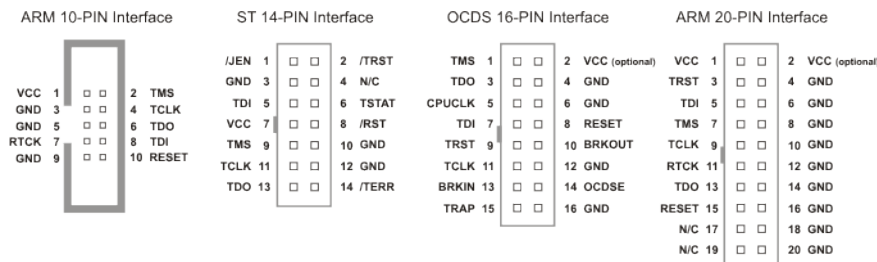 ARM 10-PIN Interface
VCC 1 2 TMS
GND 3 4 TCLK
GND 5 6 TDO
RTCK 7 8 TDI
GND 9 10 RESET
ST 14-PIN Interface
/JEN 1 2 /TRST
GND 3 4 N/C
TDI 5 6 TSTAT
VCC 7 8 /RST
TMS 9 10 GND
TCLK 11 12 GND
TDO 13 14 /TERR
OCDS 16-PIN Interface
TMS 1 2 VCC (optional)
TDO 3 4 GND
CPUCLK 5 6 GND
TDI 7 8 RESET
TRST 9 10 BRKOUT
TCLK 11 12 GND
BRKIN 13 14 OCDSE
TRAP 15 16 GND
ARM 20-PIN Interface
VCC 1 2 VCC (optional)
TRST 3 4 GND
TDI 5 6 GND
TMS 7 8 GND
TCLK 9 10 GND
RTCK 11 12 GND
TDO 13 14 GND
RESET 15 16 GND
N/C 17 18 GND
N/C 19 20 GND